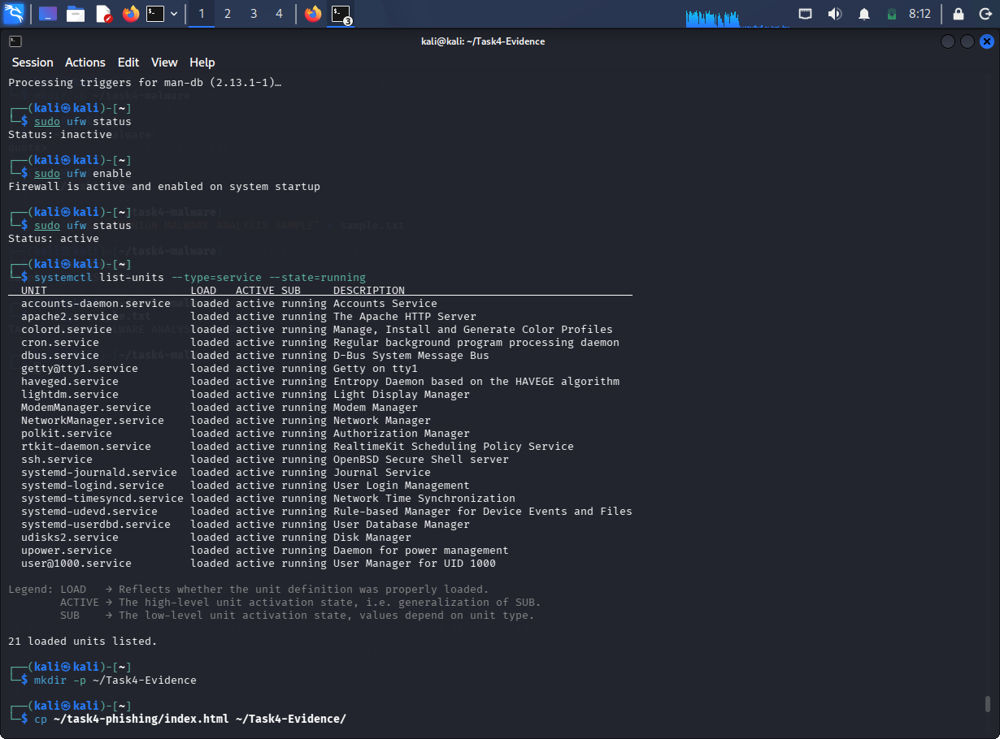 1 2 3 4 3 8:12
kali@kali: ~/Task4-Evidence
Session Actions Edit View Help
Processing triggers for man-db (2.13.1-1)…
┌──(kali㉿kali)-[~]
└─$ sudo ufw status
Status: inactive
┌──(kali㉿kali)-[~]
└─$ sudo ufw enable
Firewall is active and enabled on system startup
┌──(kali㉿kali)-[~]
└─$ sudo ufw status
Status: active
┌──(kali㉿kali)-[~]
└─$ systemctl list-units --type=service --state=running
UNIT LOAD ACTIVE SUB DESCRIPTION
accounts-daemon.service loaded active running Accounts Service
apache2.service loaded active running The Apache HTTP Server
colord.service loaded active running Manage, Install and Generate Color Profiles
cron.service loaded active running Regular background program processing daemon
dbus.service loaded active running D-Bus System Message Bus
getty@tty1.service loaded active running Getty on tty1
haveged.service loaded active running Entropy Daemon based on the HAVEGE algorithm
lightdm.service loaded active running Light Display Manager
ModemManager.service loaded active running Modem Manager
NetworkManager.service loaded active running Network Manager
polkit.service loaded active running Authorization Manager
rtkit-daemon.service loaded active running RealtimeKit Scheduling Policy Service
ssh.service loaded active running OpenBSD Secure Shell server
systemd-journald.service loaded active running Journal Service
systemd-logind.service loaded active running User Login Management
systemd-timesyncd.service loaded active running Network Time Synchronization
systemd-udevd.service loaded active running Rule-based Manager for Device Events and Files
systemd-userdbd.service loaded active running User Database Manager
udisks2.service loaded active running Disk Manager
upower.service loaded active running Daemon for power management
user@1000.service loaded active running User Manager for UID 1000
Legend: LOAD → Reflects whether the unit definition was properly loaded.
ACTIVE → The high-level unit activation state, i.e. generalization of SUB.
SUB → The low-level unit activation state, values depend on unit type.
21 loaded units listed.
┌──(kali㉿kali)-[~]
└─$ mkdir -p ~/Task4-Evidence
┌──(kali㉿kali)-[~]
└─$ cp ~/task4-phishing/index.html ~/Task4-Evidence/